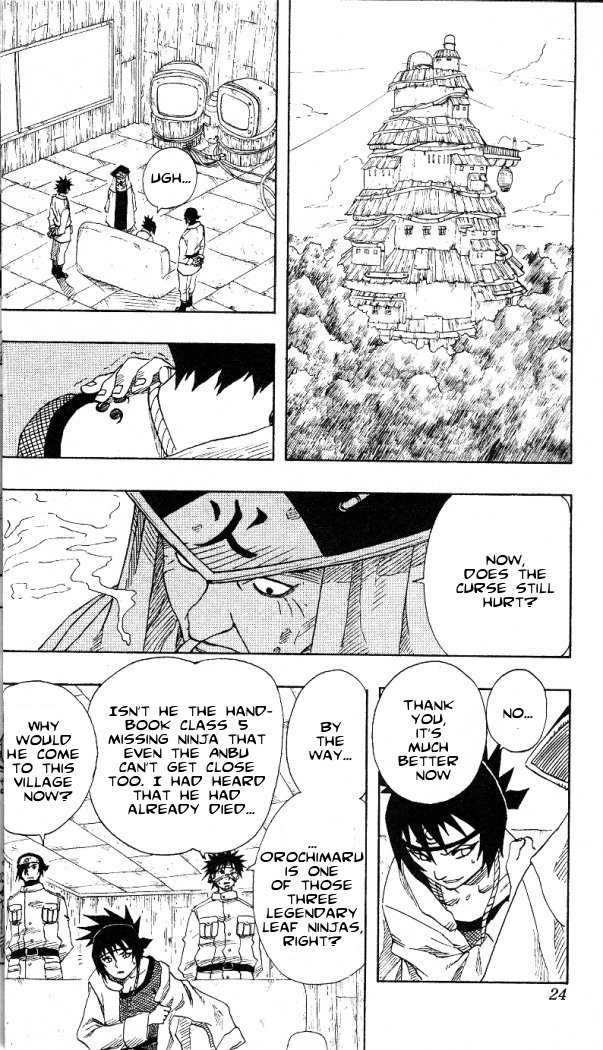 UGH...
火
NOW,
DOES THE
CURSE STILL
HURT?
NO...
THANK
YOU,
IT'S
MUCH
BETTER
NOW
BY
THE
WAY...
...
OROCHIMARU
IS ONE
OF THOSE
THREE
LEGENDARY
LEAF NINJAS,
RIGHT?
ISN'T HE THE HAND-
BOOK CLASS 5
MISSING NINJA THAT
EVEN THE ANBU
CAN'T GET CLOSE
TOO. I HAD HEARD
THAT HE HAD
ALREADY DIED...
WHY
WOULD
HE COME
TO THIS
VILLAGE
NOW?
24